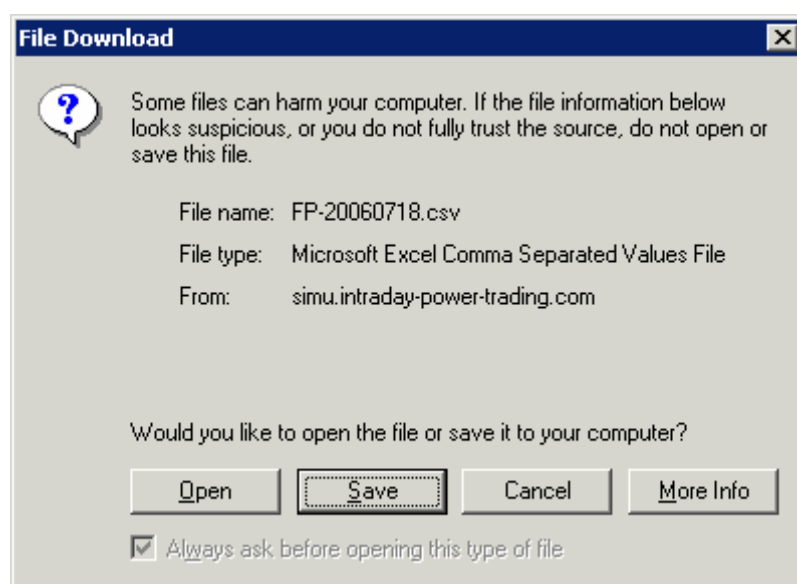 File Download
Some files can harm your computer. If the file information below
looks suspicious, or you do not fully trust the source, do not open or
save this file.
File name: FP-20060718.csv
File type: Microsoft Excel Comma Separated Values File
From: simu.intraday-power-trading.com
Would you like to open the file or save it to your computer?
Open Save Cancel More Info
Always ask before opening this type of file